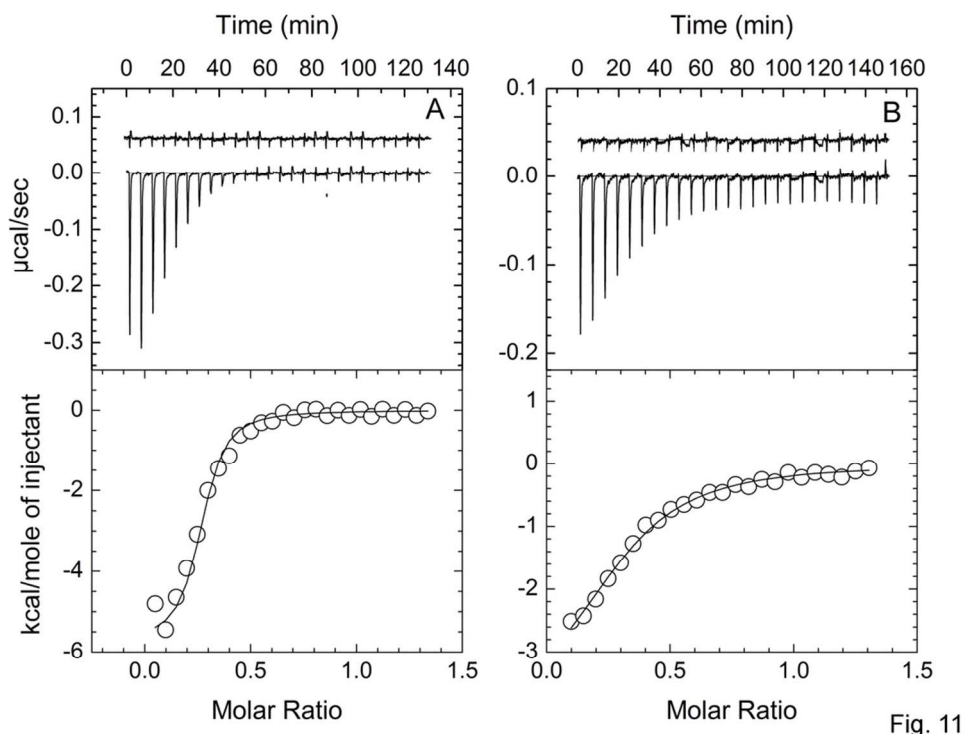 Time (min)
0 20 40 60 80 100 120 140
A
0.1
0.0
-0.1
-0.2
-0.3
µcal/sec
0
-2
-4
-6
kcal/mole of injectant
0.0 0.5 1.0 1.5
Molar Ratio
Time (min)
0 20 40 60 80 100 120 140 160
B
0.1
0.0
-0.1
-0.2
1
0
-1
-2
-3
0.0 0.5 1.0 1.5
Molar Ratio
Fig. 11